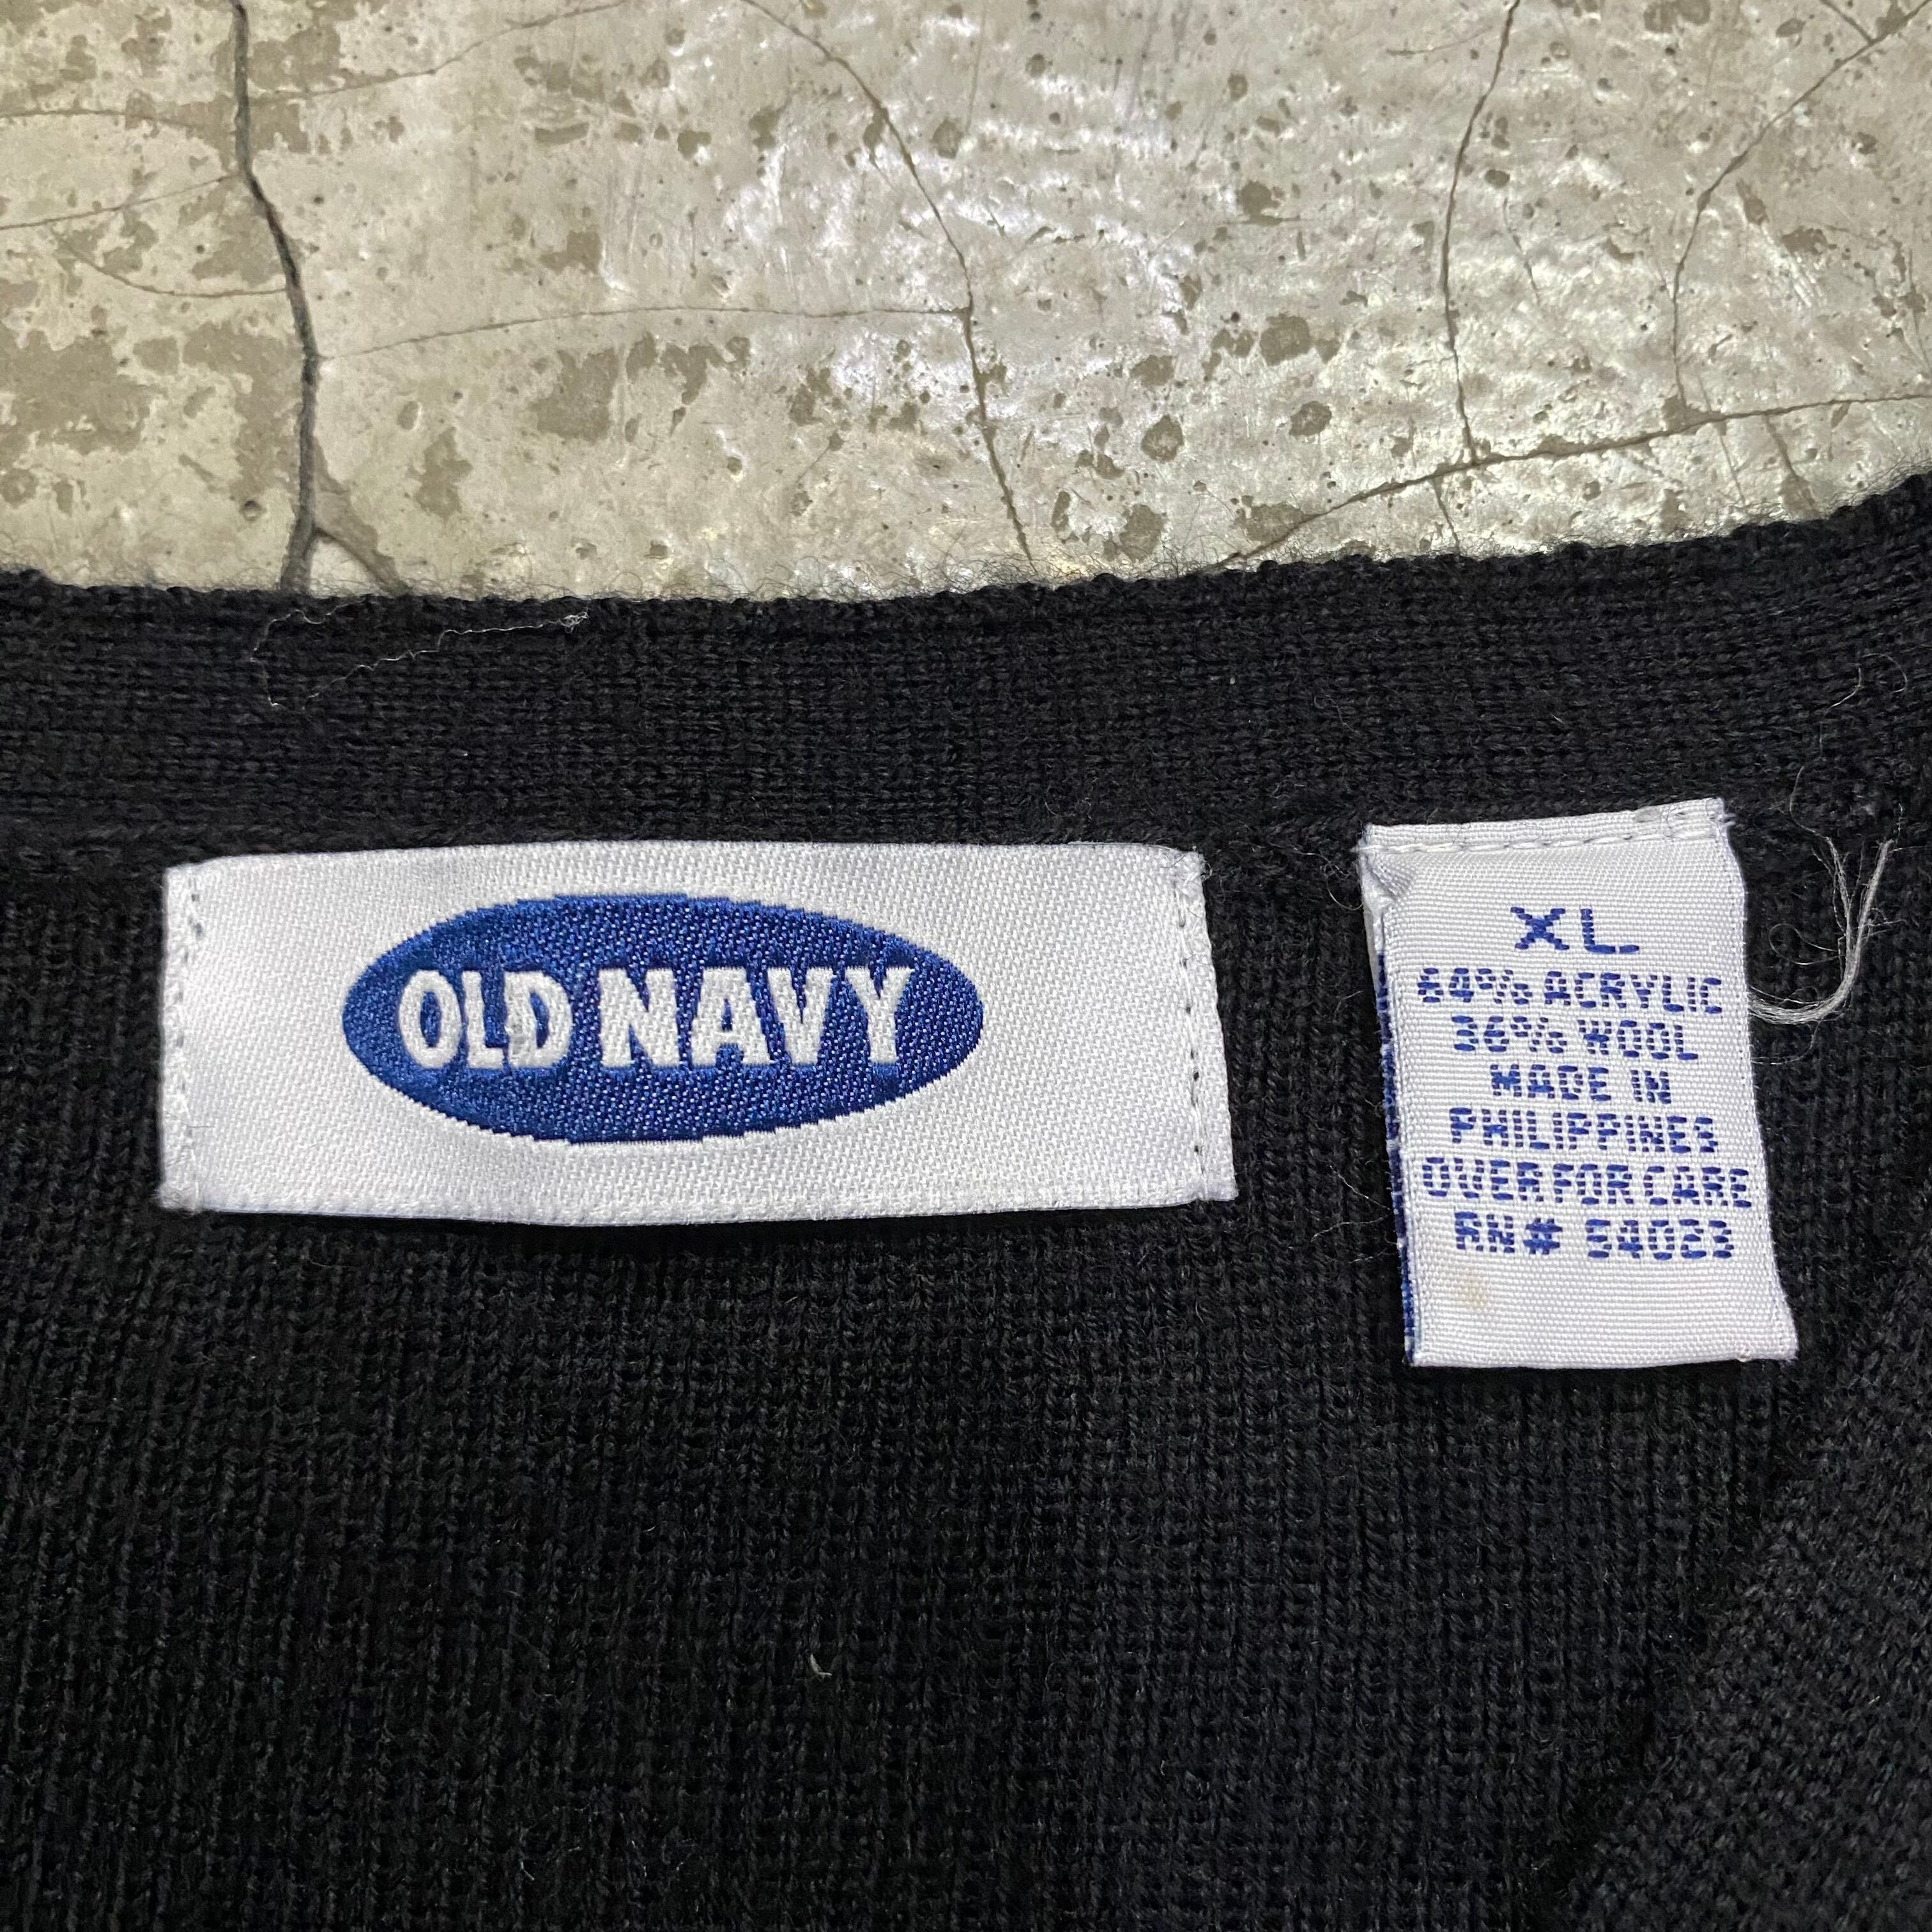 OLD NAVY
XL
64% ACRYLIC
36% WOOL
MADE IN
PHILIPPINES
OVER FOR CARE
RN# 54023